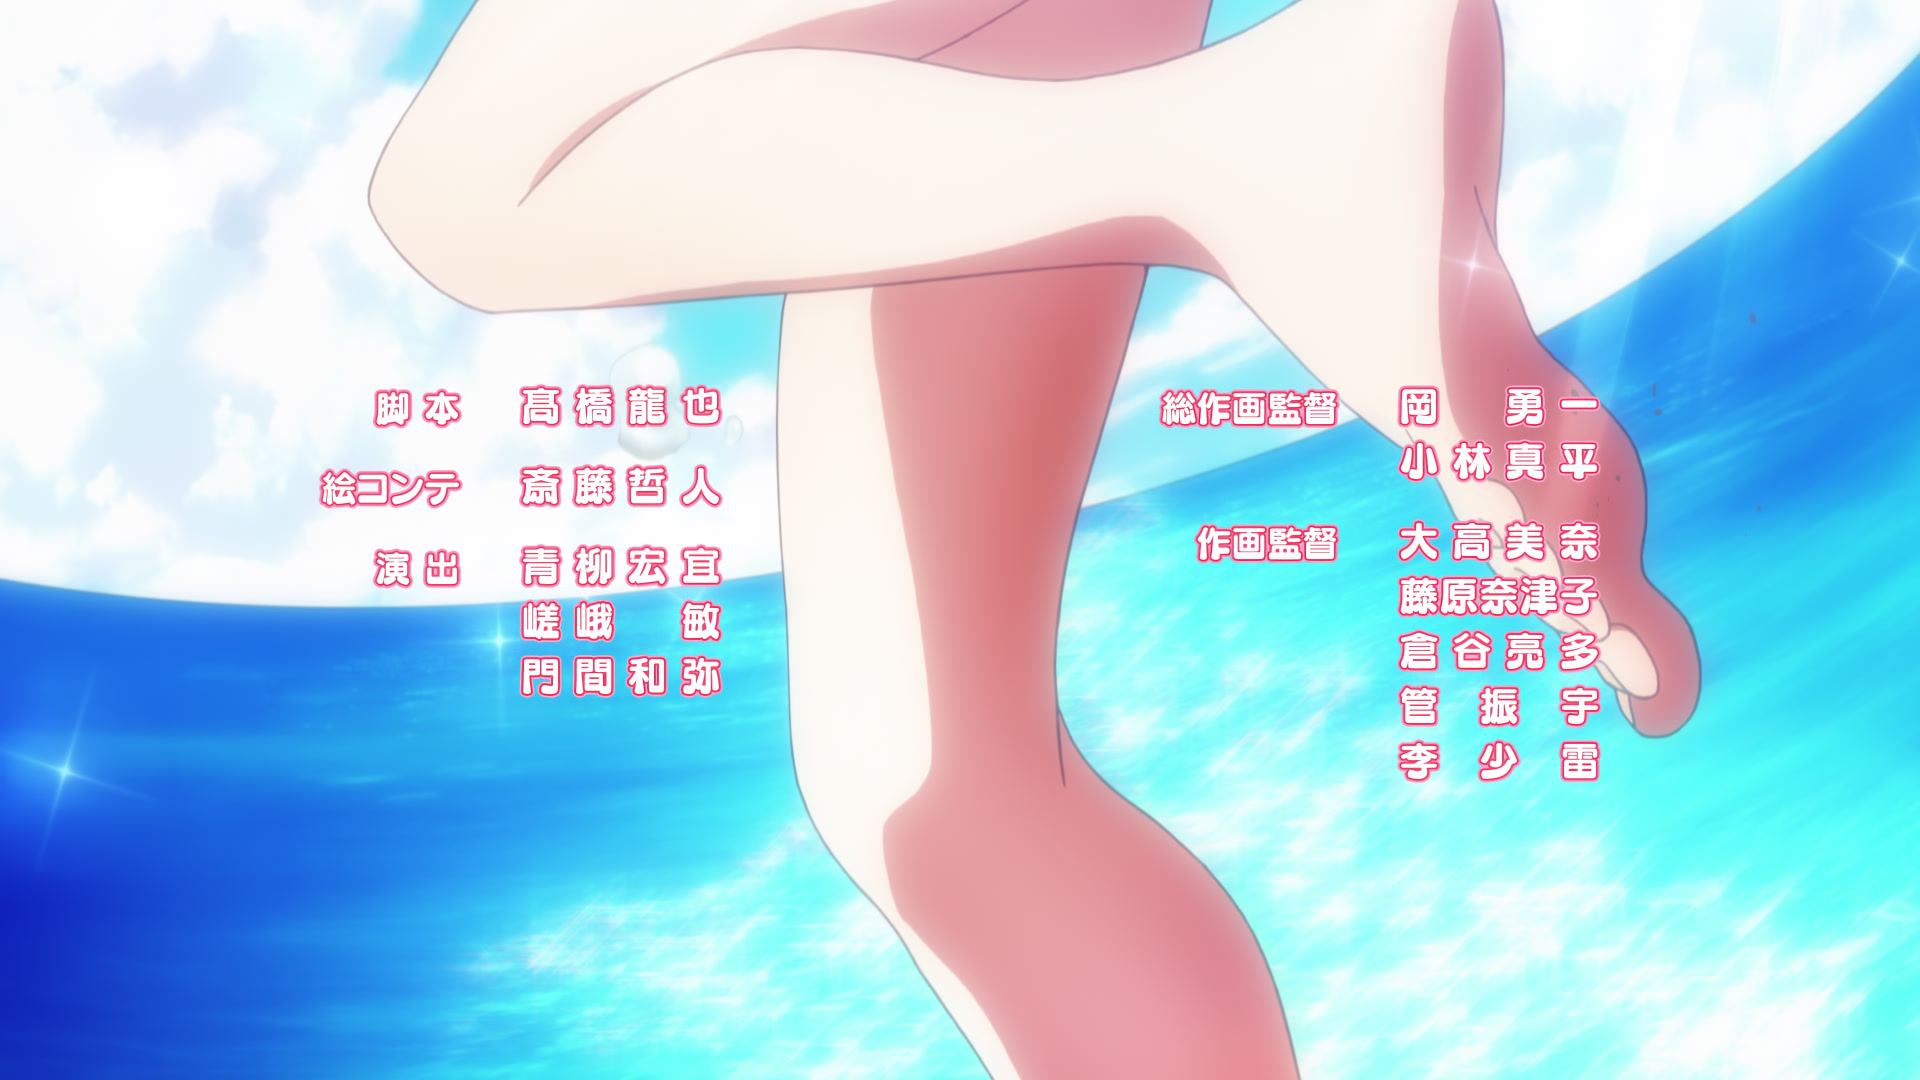 脚本 髙橋龍也
絵コンテ 斎藤哲人
演出 青柳宏宜
嵯峨 敏
門間和弥
総作画監督 岡 勇一
小林真平
作画監督 大高美奈
藤原奈津子
倉谷亮多
管 振 宇
李 少 雷